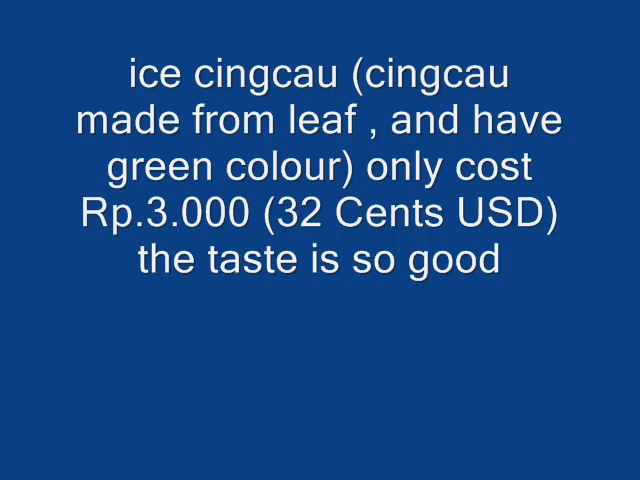 ice cingcau (cingcau
made from leaf , and have
green colour) only cost
Rp.3.000 (32 Cents USD)
the taste is so good